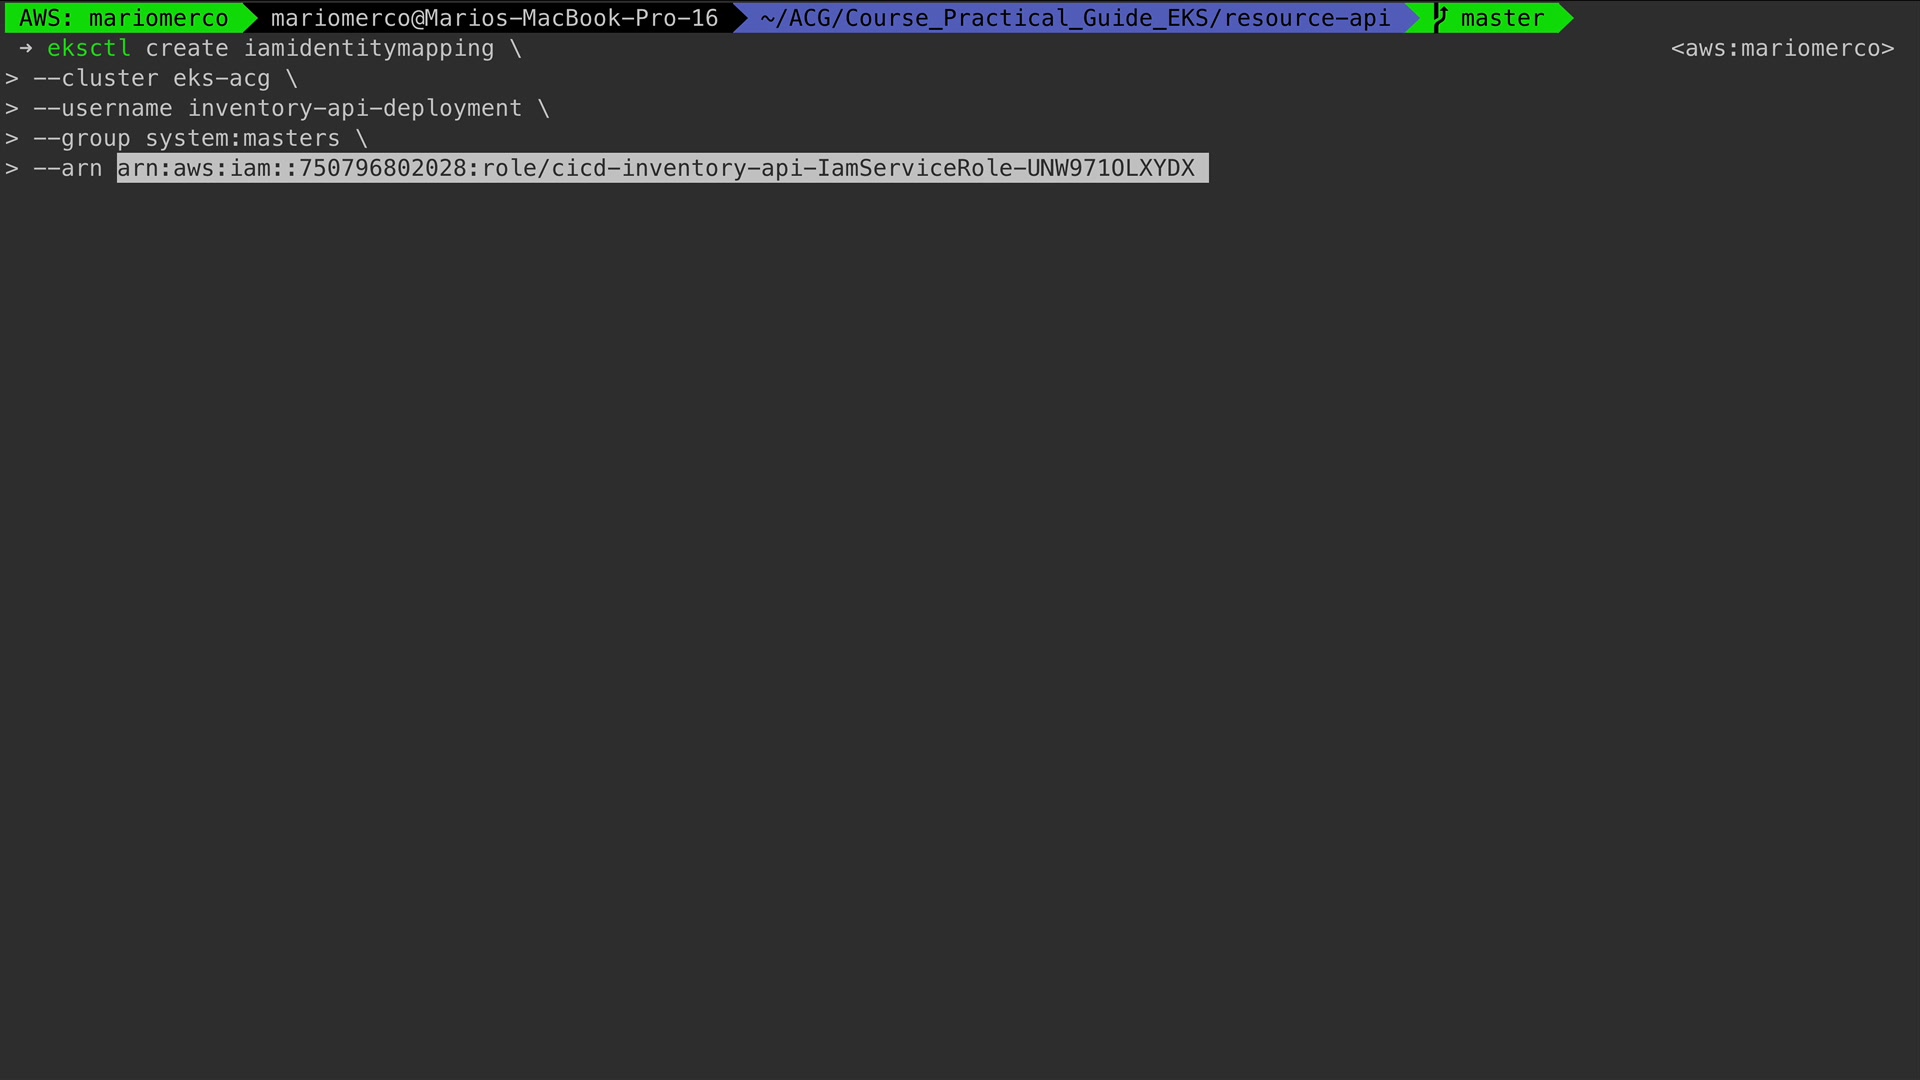 AWS: mariomerco mariomerco@Marios-MacBook-Pro-16 ~/ACG/Course_Practical_Guide_EKS/resource-api master
→ eksctl create iamidentitymapping \ <aws:mariomerco>
> --cluster eks-acg \
> --username inventory-api-deployment \
> --group system:masters \
> --arn arn:aws:iam::750796802028:role/cicd-inventory-api-IamServiceRole-UNW971OLXYDX